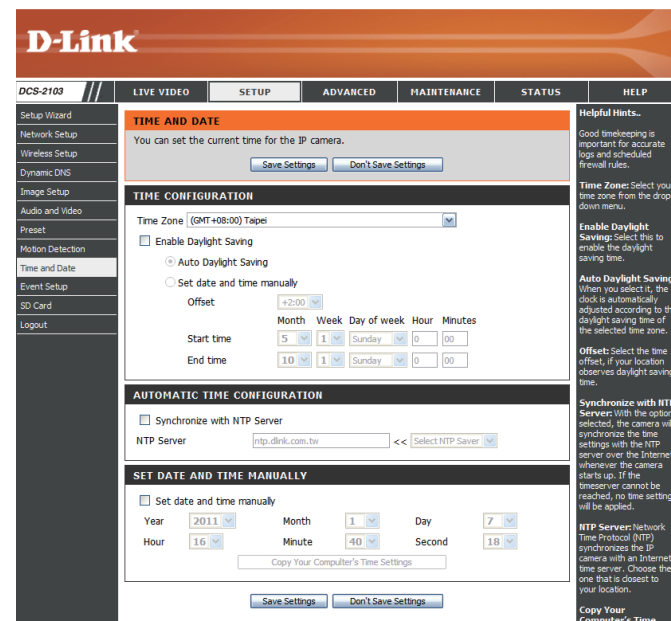 D-Link
DCS-2103
LIVE VIDEO
SETUP
ADVANCED
MAINTENANCE
STATUS
HELP
Setup Wizard
Network Setup
Wireless Setup
Dynamic DNS
Image Setup
Audio and Video
Preset
Motion Detection
Time and Date
Event Setup
SD Card
Logout
TIME AND DATE
You can set the current time for the IP camera.
Save Settings Don't Save Settings
TIME CONFIGURATION
Time Zone (GMT+08:00) Taipei
Enable Daylight Saving
Auto Daylight Saving
Set date and time manually
Offset +2:00
Month Week Day of week Hour Minutes
Start time 5 1 Sunday 0 00
End time 10 1 Sunday 0 00
AUTOMATIC TIME CONFIGURATION
Synchronize with NTP Server
NTP Server ntp.dlink.com.tw << Select NTP Saver
SET DATE AND TIME MANUALLY
Set date and time manually
Year 2011 Month 1 Day 7
Hour 16 Minute 40 Second 18
Copy Your Computer's Time Settings
Save Settings Don't Save Settings
Helpful Hints..
Good timekeeping is
important for accurate
logs and scheduled
firewall rules.
Time Zone: Select
time zone from the drop
down menu.
Enable Daylight
Saving: Select this to
enable the daylight
saving time.
Auto Daylight Saving
When you select it, the
clock is automatically
adjusted according to
daylight saving time of
the selected time zone.
Offset: Select the time
offset, if your location
observes daylight saving
time.
Synchronize with
Server: With the option
selected, the camera
synchronize the time
settings with the NTP
server over the Internet
whenever the camera
starts up. If the
timeserver cannot be
reached, no time setting
will be applied.
NTP Server: Network
Time Protocol (NTP)
synchronizes the IP
camera with an Internet
time server. Choose the
one that is closest to
your location.
Copy Your
Computer's Time